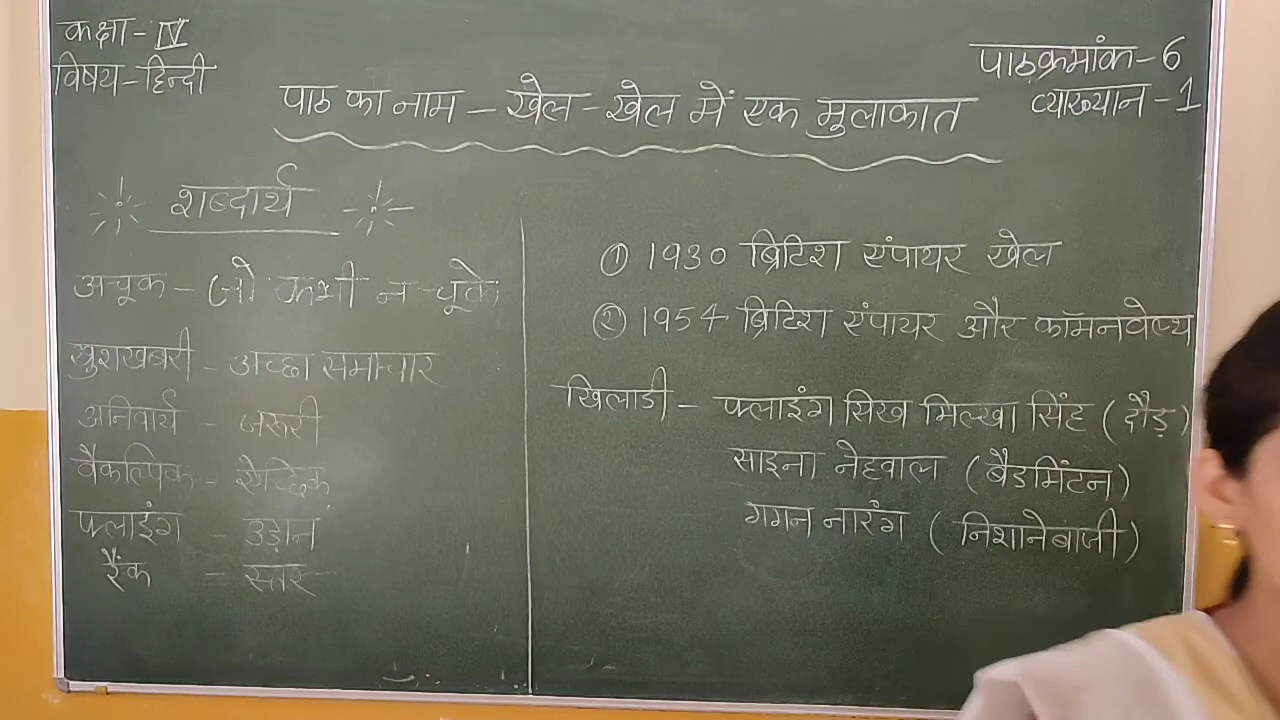 कक्षा - IV
विषय - हिन्दी
पाठ क्रमांक - 6
व्याख्यान - 1
पाठ का नाम - खेल - खेल में एक मुलाकात
शब्दार्थ
अचूक - जो कभी न चूके
खुशखबरी - अच्छा समाचार
अनिवार्य - जरूरी
वैकल्पिक - ऐच्छिक
फ्लाइंग - उड़ान
रैंक - स्तर
① 1930 ब्रिटिश एंपायर खेल
② 1954 ब्रिटिश एंपायर और कॉमनवेल्थ
खिलाडी - फ्लाइंग सिख मिल्खा सिंह (दौड़)
साइना नेहवाल (बैडमिंटन)
गगन नारंग (निशानेबाजी)